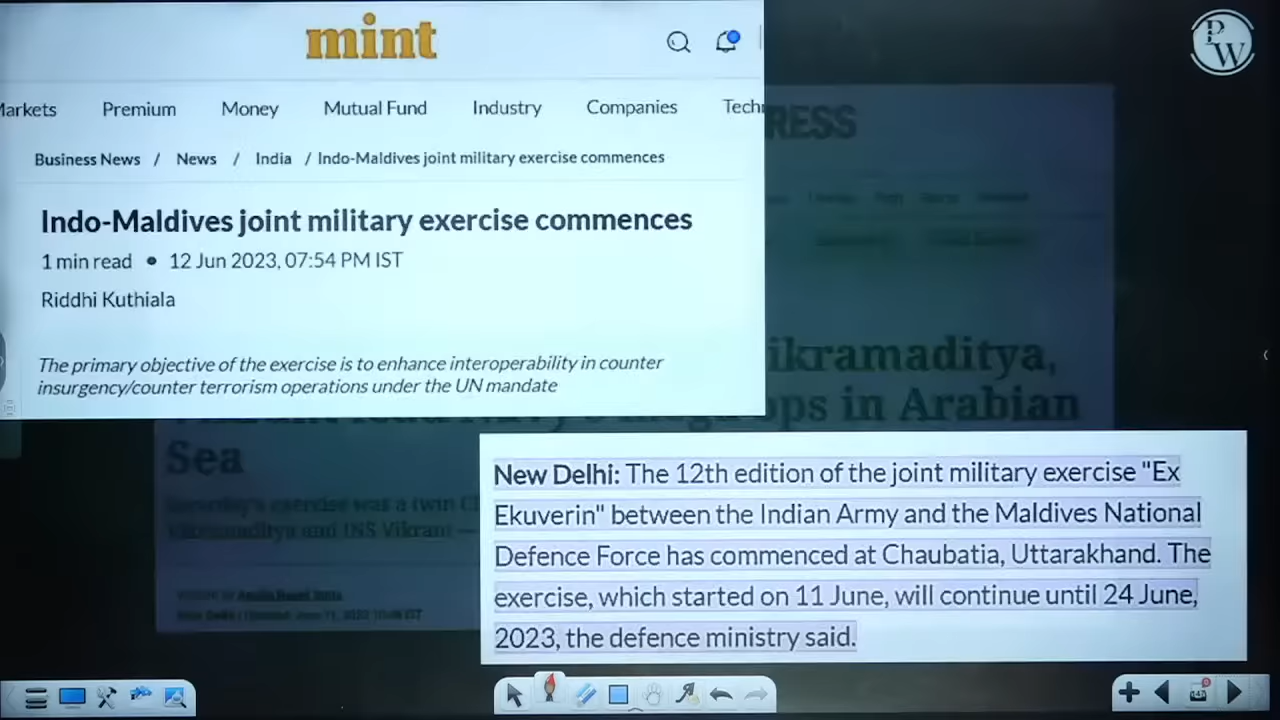 mint
Markets Premium Money Mutual Fund Industry Companies Tech
Business News / News / India / Indo-Maldives joint military exercise commences
Indo-Maldives joint military exercise commences
1 min read • 12 Jun 2023, 07:54 PM IST
Riddhi Kuthiala
The primary objective of the exercise is to enhance interoperability in counter
insurgency/counter terrorism operations under the UN mandate
PW
RESS
ikramaditya,
ops in Arabian
Sea
New Delhi: The 12th edition of the joint military exercise "Ex
Ekuverin" between the Indian Army and the Maldives National
Defence Force has commenced at Chaubatia, Uttarakhand. The
exercise, which started on 11 June, will continue until 24 June,
2023, the defence ministry said.